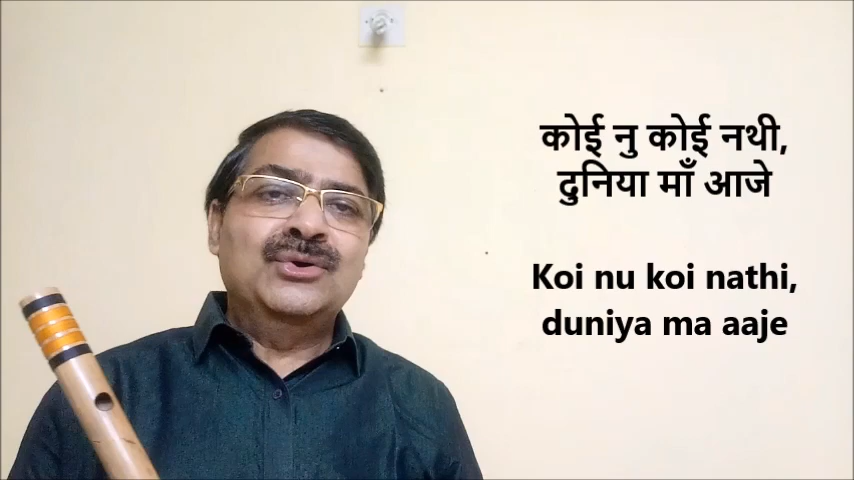 कोई नु कोई नथी,
दुनिया माँ आजे
Koi nu koi nathi,
duniya ma aaje